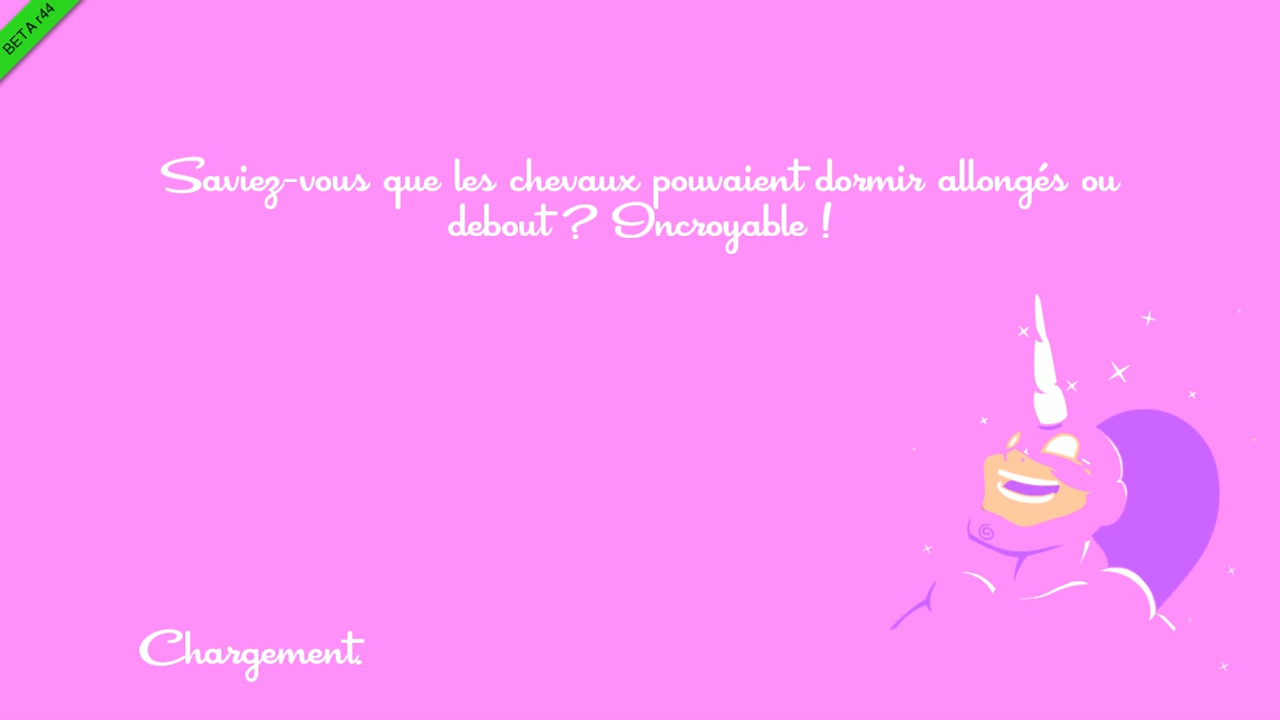 BETA r44
Saviez-vous que les chevaux pouvaient dormir allongés ou
debout ? Incroyable !
Chargement.